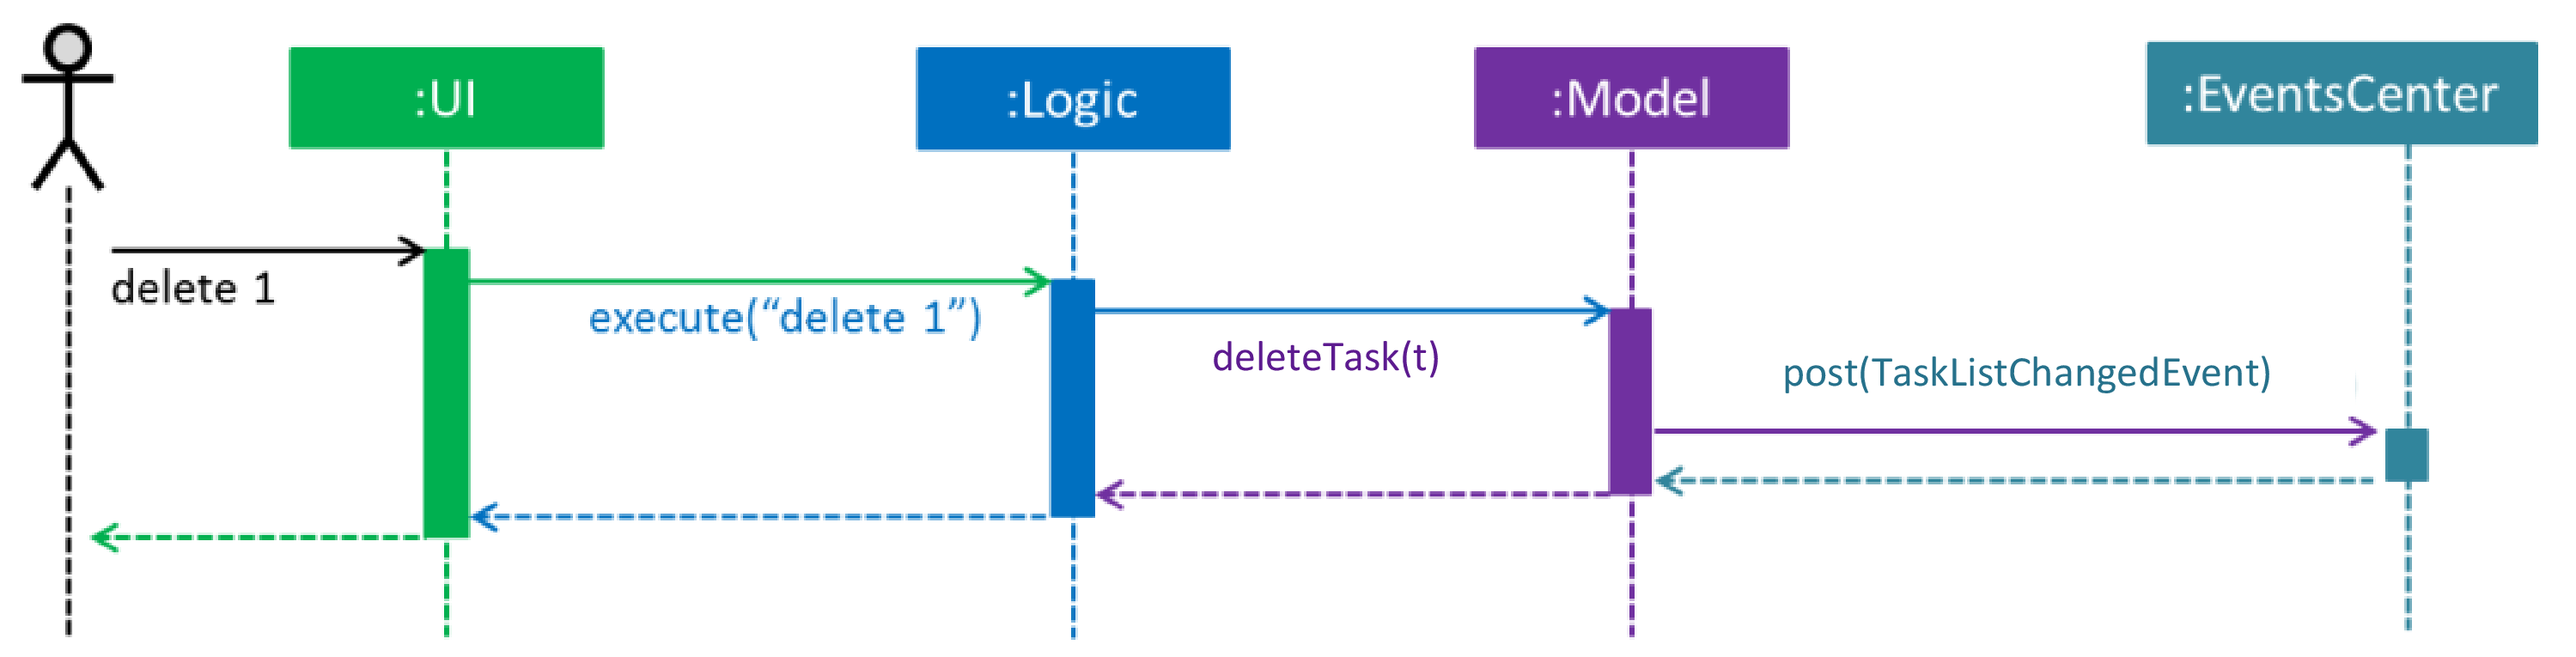 :UI
:Logic
:Model
:EventsCenter
delete 1
execute(“delete 1”)
deleteTask(t)
post(TaskListChangedEvent)